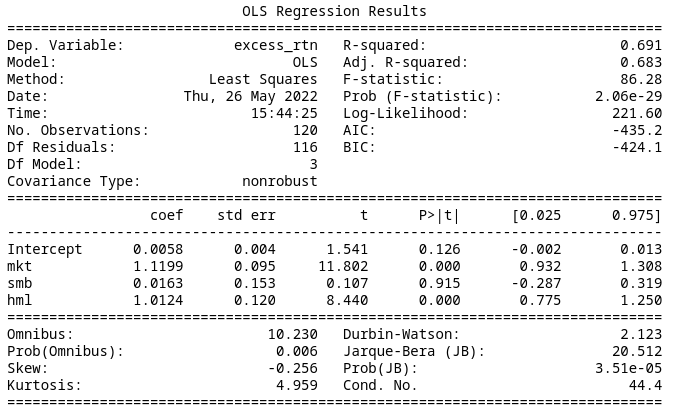 OLS Regression Results
==============================================================================
Dep. Variable: excess_rtn R-squared: 0.691
Model: OLS Adj. R-squared: 0.683
Method: Least Squares F-statistic: 86.28
Date: Thu, 26 May 2022 Prob (F-statistic): 2.06e-29
Time: 15:44:25 Log-Likelihood: 221.60
No. Observations: 120 AIC: -435.2
Df Residuals: 116 BIC: -424.1
Df Model: 3
Covariance Type: nonrobust
==============================================================================
coef std err t P>|t| [0.025 0.975]
------------------------------------------------------------------------------
Intercept 0.0058 0.004 1.541 0.126 -0.002 0.013
mkt 1.1199 0.095 11.802 0.000 0.932 1.308
smb 0.0163 0.153 0.107 0.915 -0.287 0.319
hml 1.0124 0.120 8.440 0.000 0.775 1.250
==============================================================================
Omnibus: 10.230 Durbin-Watson: 2.123
Prob(Omnibus): 0.006 Jarque-Bera (JB): 20.512
Skew: -0.256 Prob(JB): 3.51e-05
Kurtosis: 4.959 Cond. No. 44.4
==============================================================================